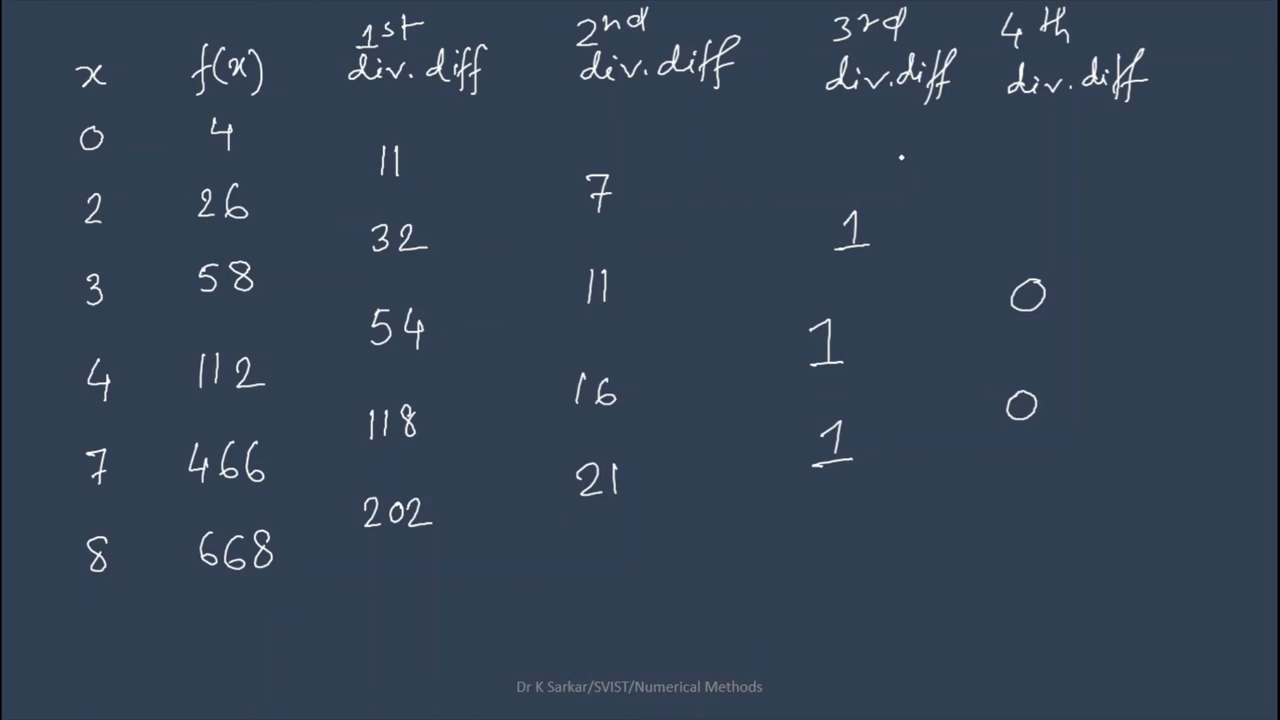 x f(x) 1st div. diff 2nd div. diff 3rd div. diff 4th div. diff
0 4
11
2 26 7
32 1
3 58 11 0
54 1
4 112 16 0
118 1
7 466 21
202
8 668
Dr K Sarkar/SVIST/Numerical Methods